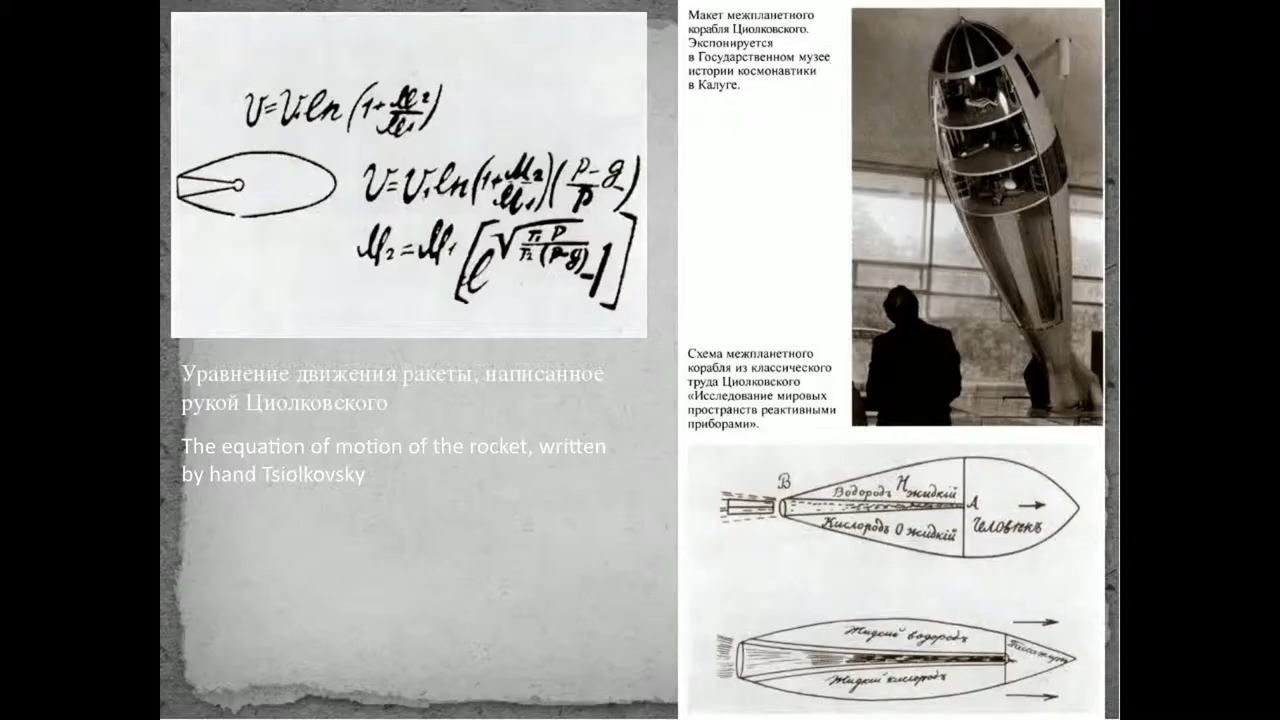 V=V₁ln(1+M₂/M₁)
V=V₁ln(1+M₂/M₁)(p-g/p)
M₂=M₁[e√(T₁ p/T₂ (p-g))-1]
Уравнение движения ракеты, написанное
рукой Циолковского
The equation of motion of the rocket, written
by hand Tsiolkovsky
Макет межпланетного
корабля Циолковского.
Экспонируется
в Государственном музее
истории космонавтики
в Калуге.
Схема межпланетного
корабля из классического
труда Циолковского
«Исследование мировых
пространств реактивными
приборами».
B
Водородъ H жидкій
A
Кислородъ O жидкій
Человѣкъ
Жидкій водородъ
Жидкій кислородъ